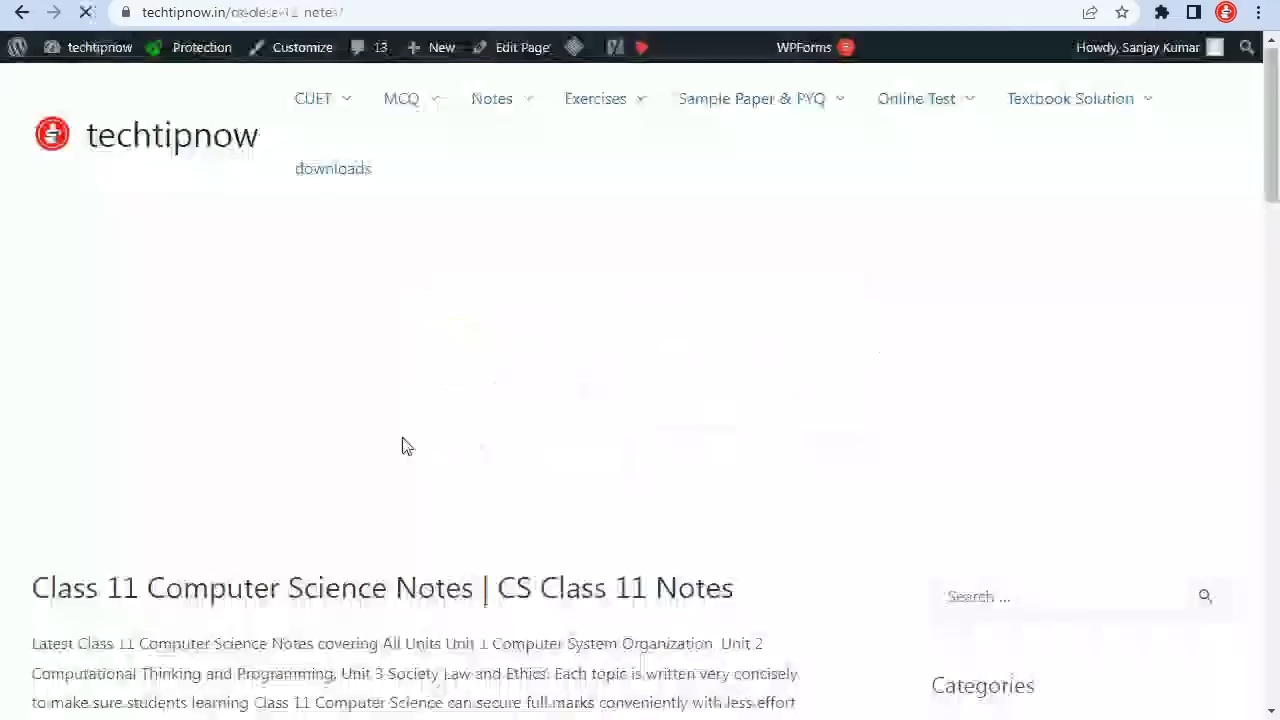 techtipnow.in/
techtipnow Protection Customize 13 New Edit Page WPForms Howdy, Sanjay Kumar
CUET MCQ Notes Exercises Sample Paper & PYQ Online Test Textbook Solution
techtipnow
downloads
Class 11 Computer Science Notes | CS Class 11 Notes
Search ...
Latest Class 11 Computer Science Notes covering All Units Unit 1 Computer System Organization Unit 2
Computational Thinking and Programming, Unit 3 Society Law and Ethics. Each topic is written very concisely
to make sure students learning Class 11 Computer Science can secure full marks conveniently with less effort
Categories